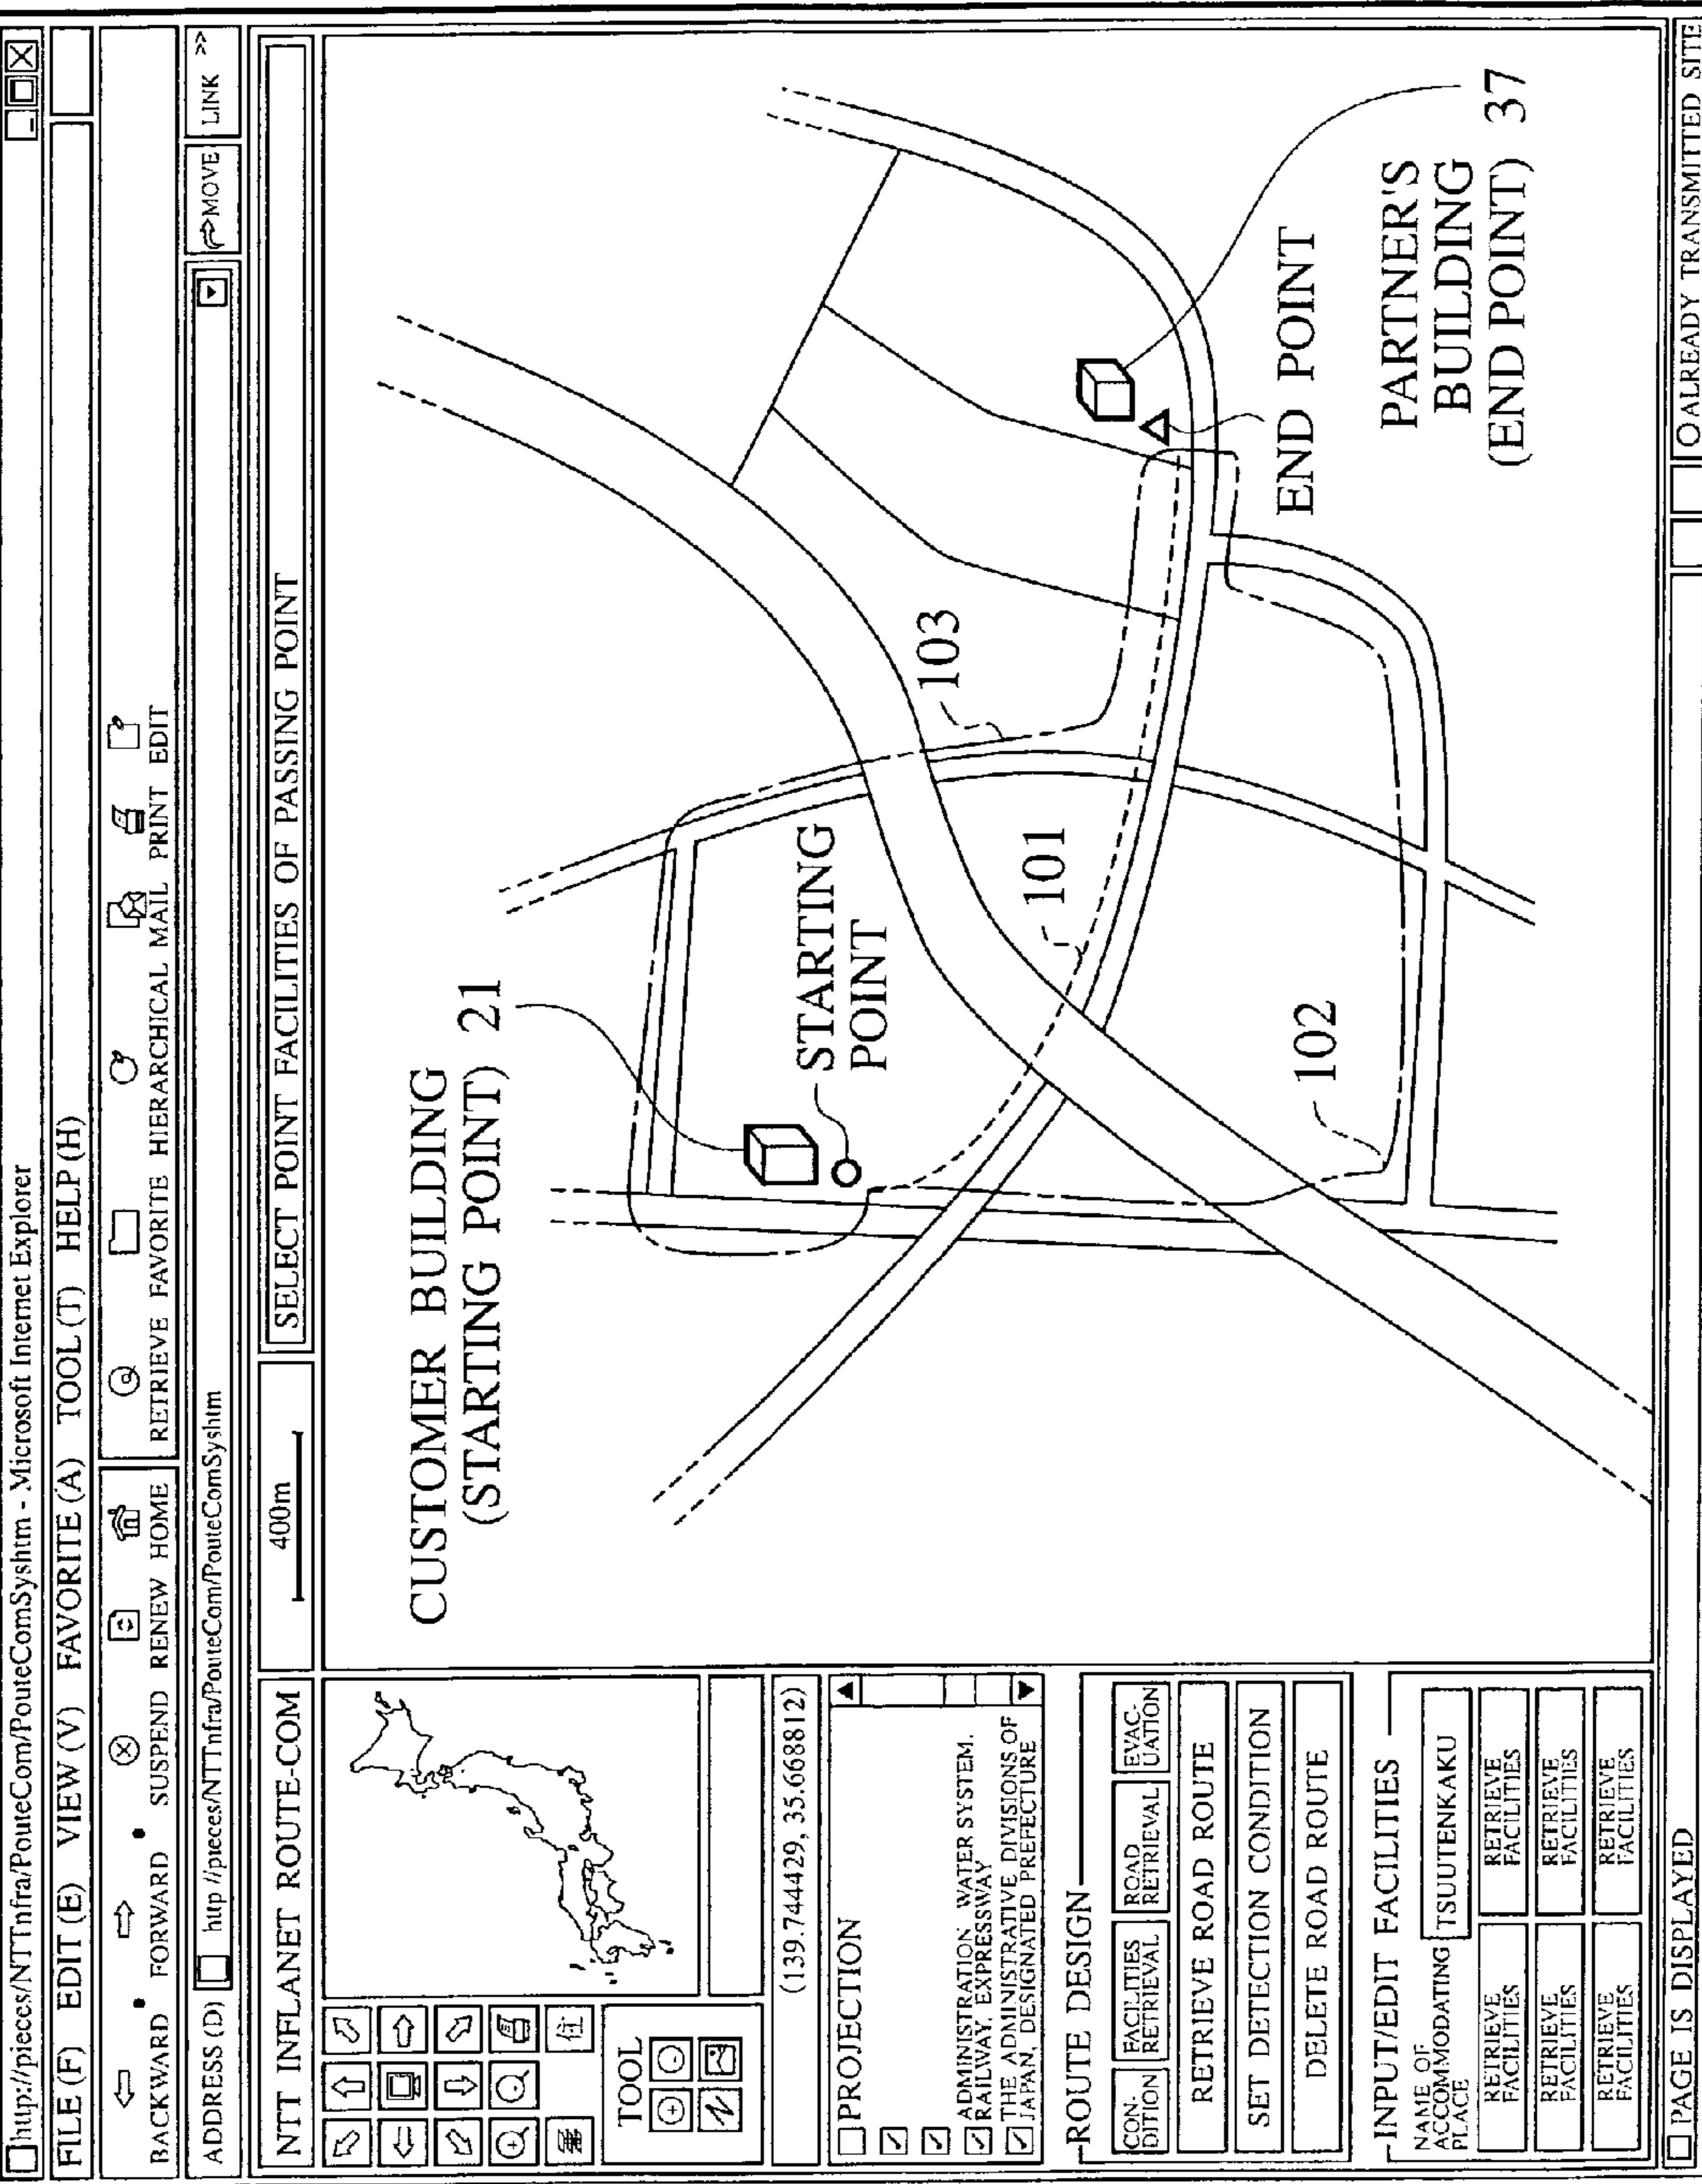 http://pieces/NTTnfra/PouteCom/PouteComSyshtm - Microsoft Internet Explorer
FILE (F) EDIT (E) VIEW (V) FAVORITE (A) TOOL (T) HELP (H)
BACKWARD FORWARD SUSPEND RENEW HOME RETRIEVE FAVORITE HIERARCHICAL MAIL PRINT EDIT
ADDRESS (D) http //pieces/NTTnfra/PouteCom/PouteComSyshtm MOVE LINK >>
NTT INFLANET ROUTE-COM
400m
SELECT POINT FACILITIES OF PASSING POINT
TOOL
(139.744429, 35.668812)
PROJECTION
ADMINISTRATION, WATER SYSTEM,
RAILWAY, EXPRESSWAY
THE ADMINISTRATIVE DIVISIONS OF
JAPAN, DESIGNATED PREFECTURE
ROUTE DESIGN
CON-
DITION
FACILITIES
RETRIEVAL
ROAD
RETRIEVAL
EVAC-
UATION
RETRIEVE ROAD ROUTE
SET DETECTION CONDITION
DELETE ROAD ROUTE
INPUT/EDIT FACILITIES
NAME OF
ACCOMMODATING
PLACE
TSUUTENKAKU
RETRIEVE
FACILITIES
RETRIEVE
FACILITIES
RETRIEVE
FACILITIES
RETRIEVE
FACILITIES
RETRIEVE
FACILITIES
RETRIEVE
FACILITIES
CUSTOMER BUILDING
(STARTING POINT) 21
STARTING
POINT
103
101
102
END POINT
PARTNER'S
BUILDING
(END POINT) 37
PAGE IS DISPLAYED
ALREADY TRANSMITTED SITE